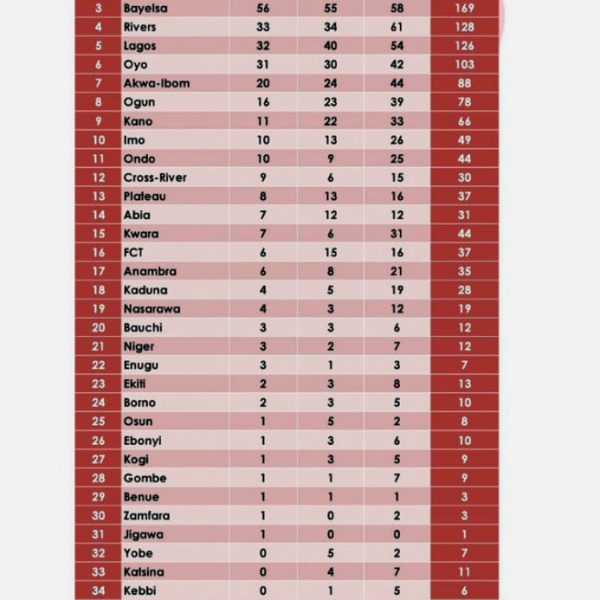 3 Bayelsa 56 55 58 169
4 Rivers 33 34 61 128
5 Lagos 32 40 54 126
6 Oyo 31 30 42 103
7 Akwa-Ibom 20 24 44 88
8 Ogun 16 23 39 78
9 Kano 11 22 33 66
10 Imo 10 13 26 49
11 Ondo 10 9 25 44
12 Cross-River 9 6 15 30
13 Plateau 8 13 16 37
14 Abia 7 12 12 31
15 Kwara 7 6 31 44
16 FCT 6 15 16 37
17 Anambra 6 8 21 35
18 Kaduna 4 5 19 28
19 Nasarawa 4 3 12 19
20 Bauchi 3 3 6 12
21 Niger 3 2 7 12
22 Enugu 3 1 3 7
23 Ekiti 2 3 8 13
24 Borno 2 3 5 10
25 Osun 1 5 2 8
26 Ebonyi 1 3 6 10
27 Kogi 1 3 5 9
28 Gombe 1 1 7 9
29 Benue 1 1 1 3
30 Zamfara 1 0 2 3
31 Jigawa 1 0 0 1
32 Yobe 0 5 2 7
33 Katsina 0 4 7 11
34 Kebbi 0 1 5 6